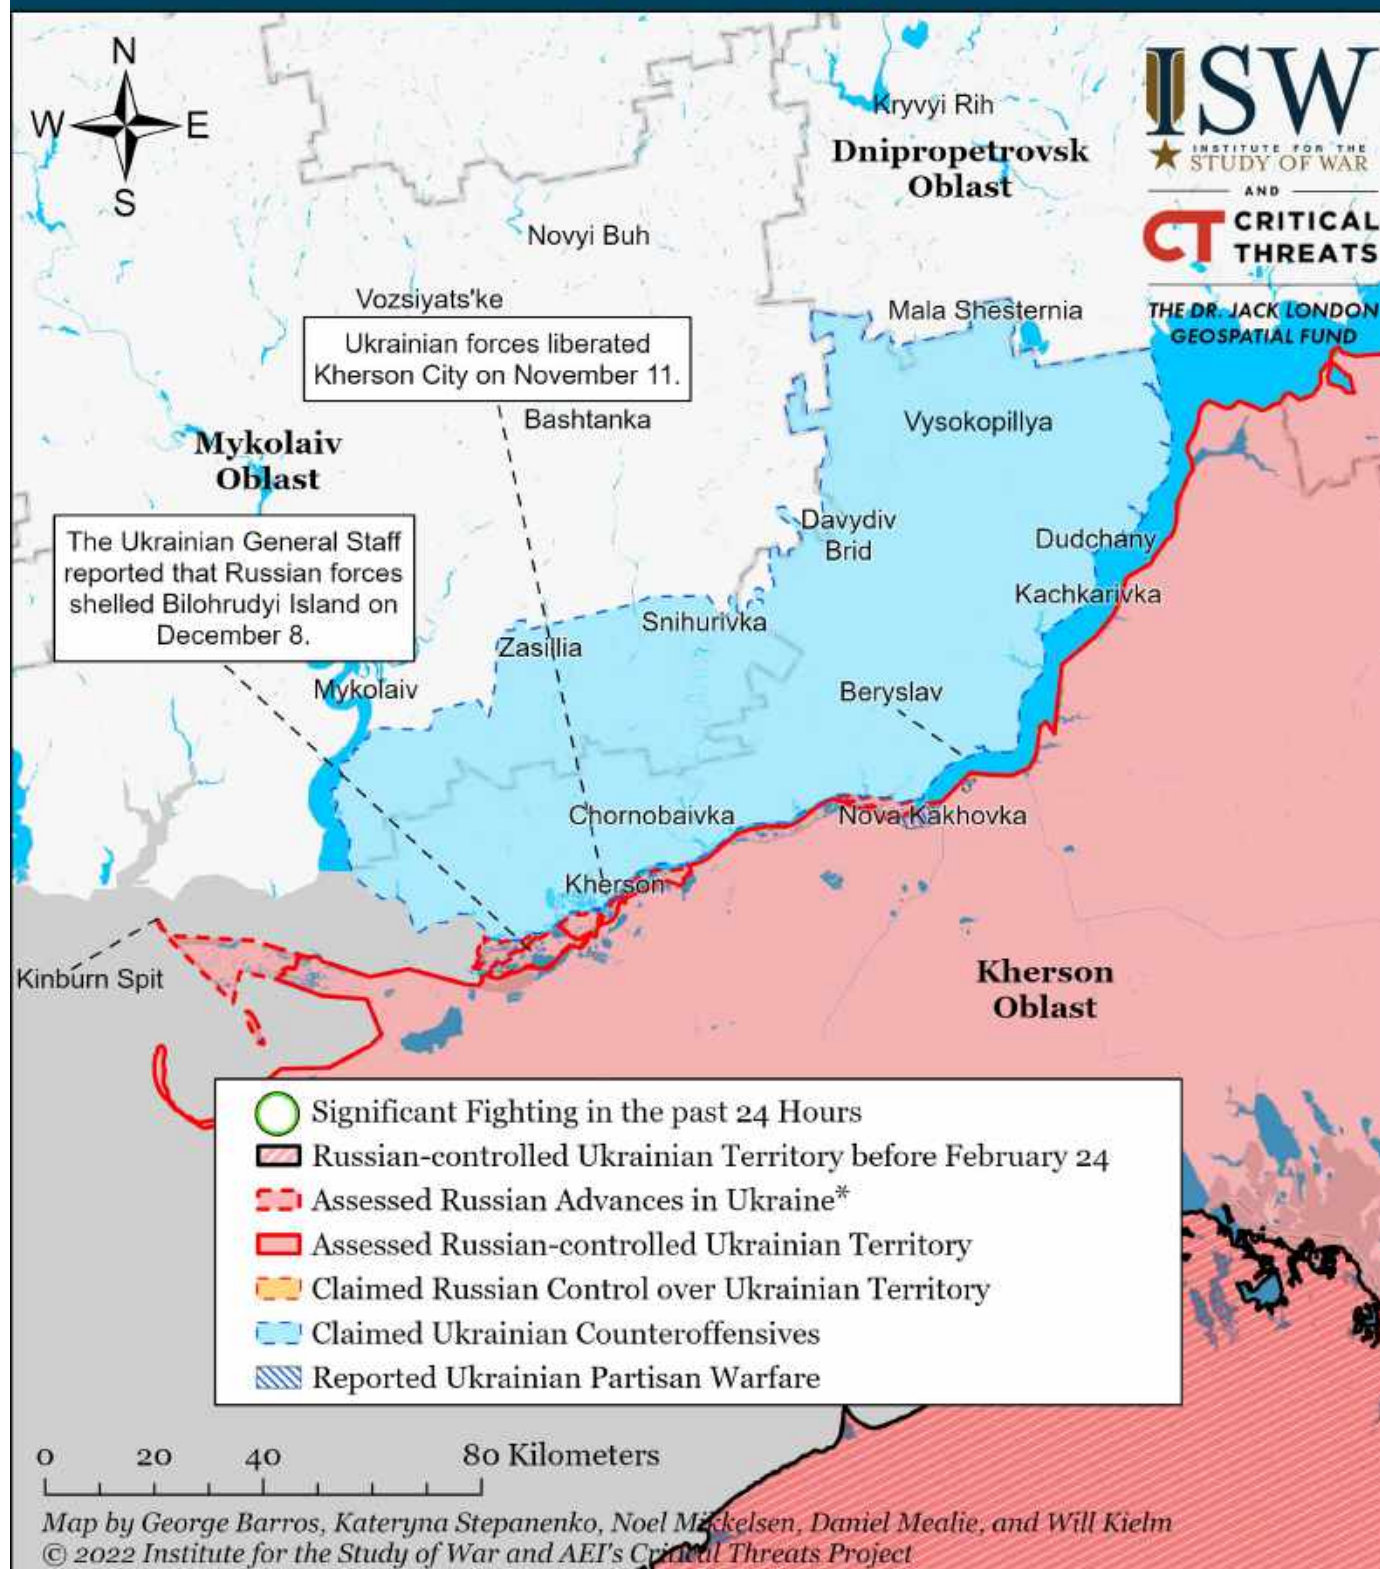 N
W
E
S
ISW
INSTITUTE FOR THE
STUDY OF WAR
AND
CT CRITICAL
THREATS
THE DR. JACK LONDON
GEOSPATIAL FUND
Kryvyi Rih
Dnipropetrovsk
Oblast
Novyi Buh
Vozsiyats'ke
Mala Shesternia
Ukrainian forces liberated
Kherson City on November 11.
Bashtanka
Vysokopillya
Mykolaiv
Oblast
The Ukrainian General Staff
reported that Russian forces
shelled Bilohrudyi Island on
December 8.
Davydiv
Brid
Dudchany
Kachkarivka
Snihurivka
Zasillia
Mykolaiv
Beryslav
Chornobaivka
Nova Kakhovka
Kherson
Kinburn Spit
Kherson
Oblast
Significant Fighting in the past 24 Hours
Russian-controlled Ukrainian Territory before February 24
Assessed Russian Advances in Ukraine*
Assessed Russian-controlled Ukrainian Territory
Claimed Russian Control over Ukrainian Territory
Claimed Ukrainian Counteroffensives
Reported Ukrainian Partisan Warfare
0 20 40 80 Kilometers
Map by George Barros, Kateryna Stepanenko, Noel Mikkelsen, Daniel Mealie, and Will Kielm
© 2022 Institute for the Study of War and AEI's Critical Threats Project